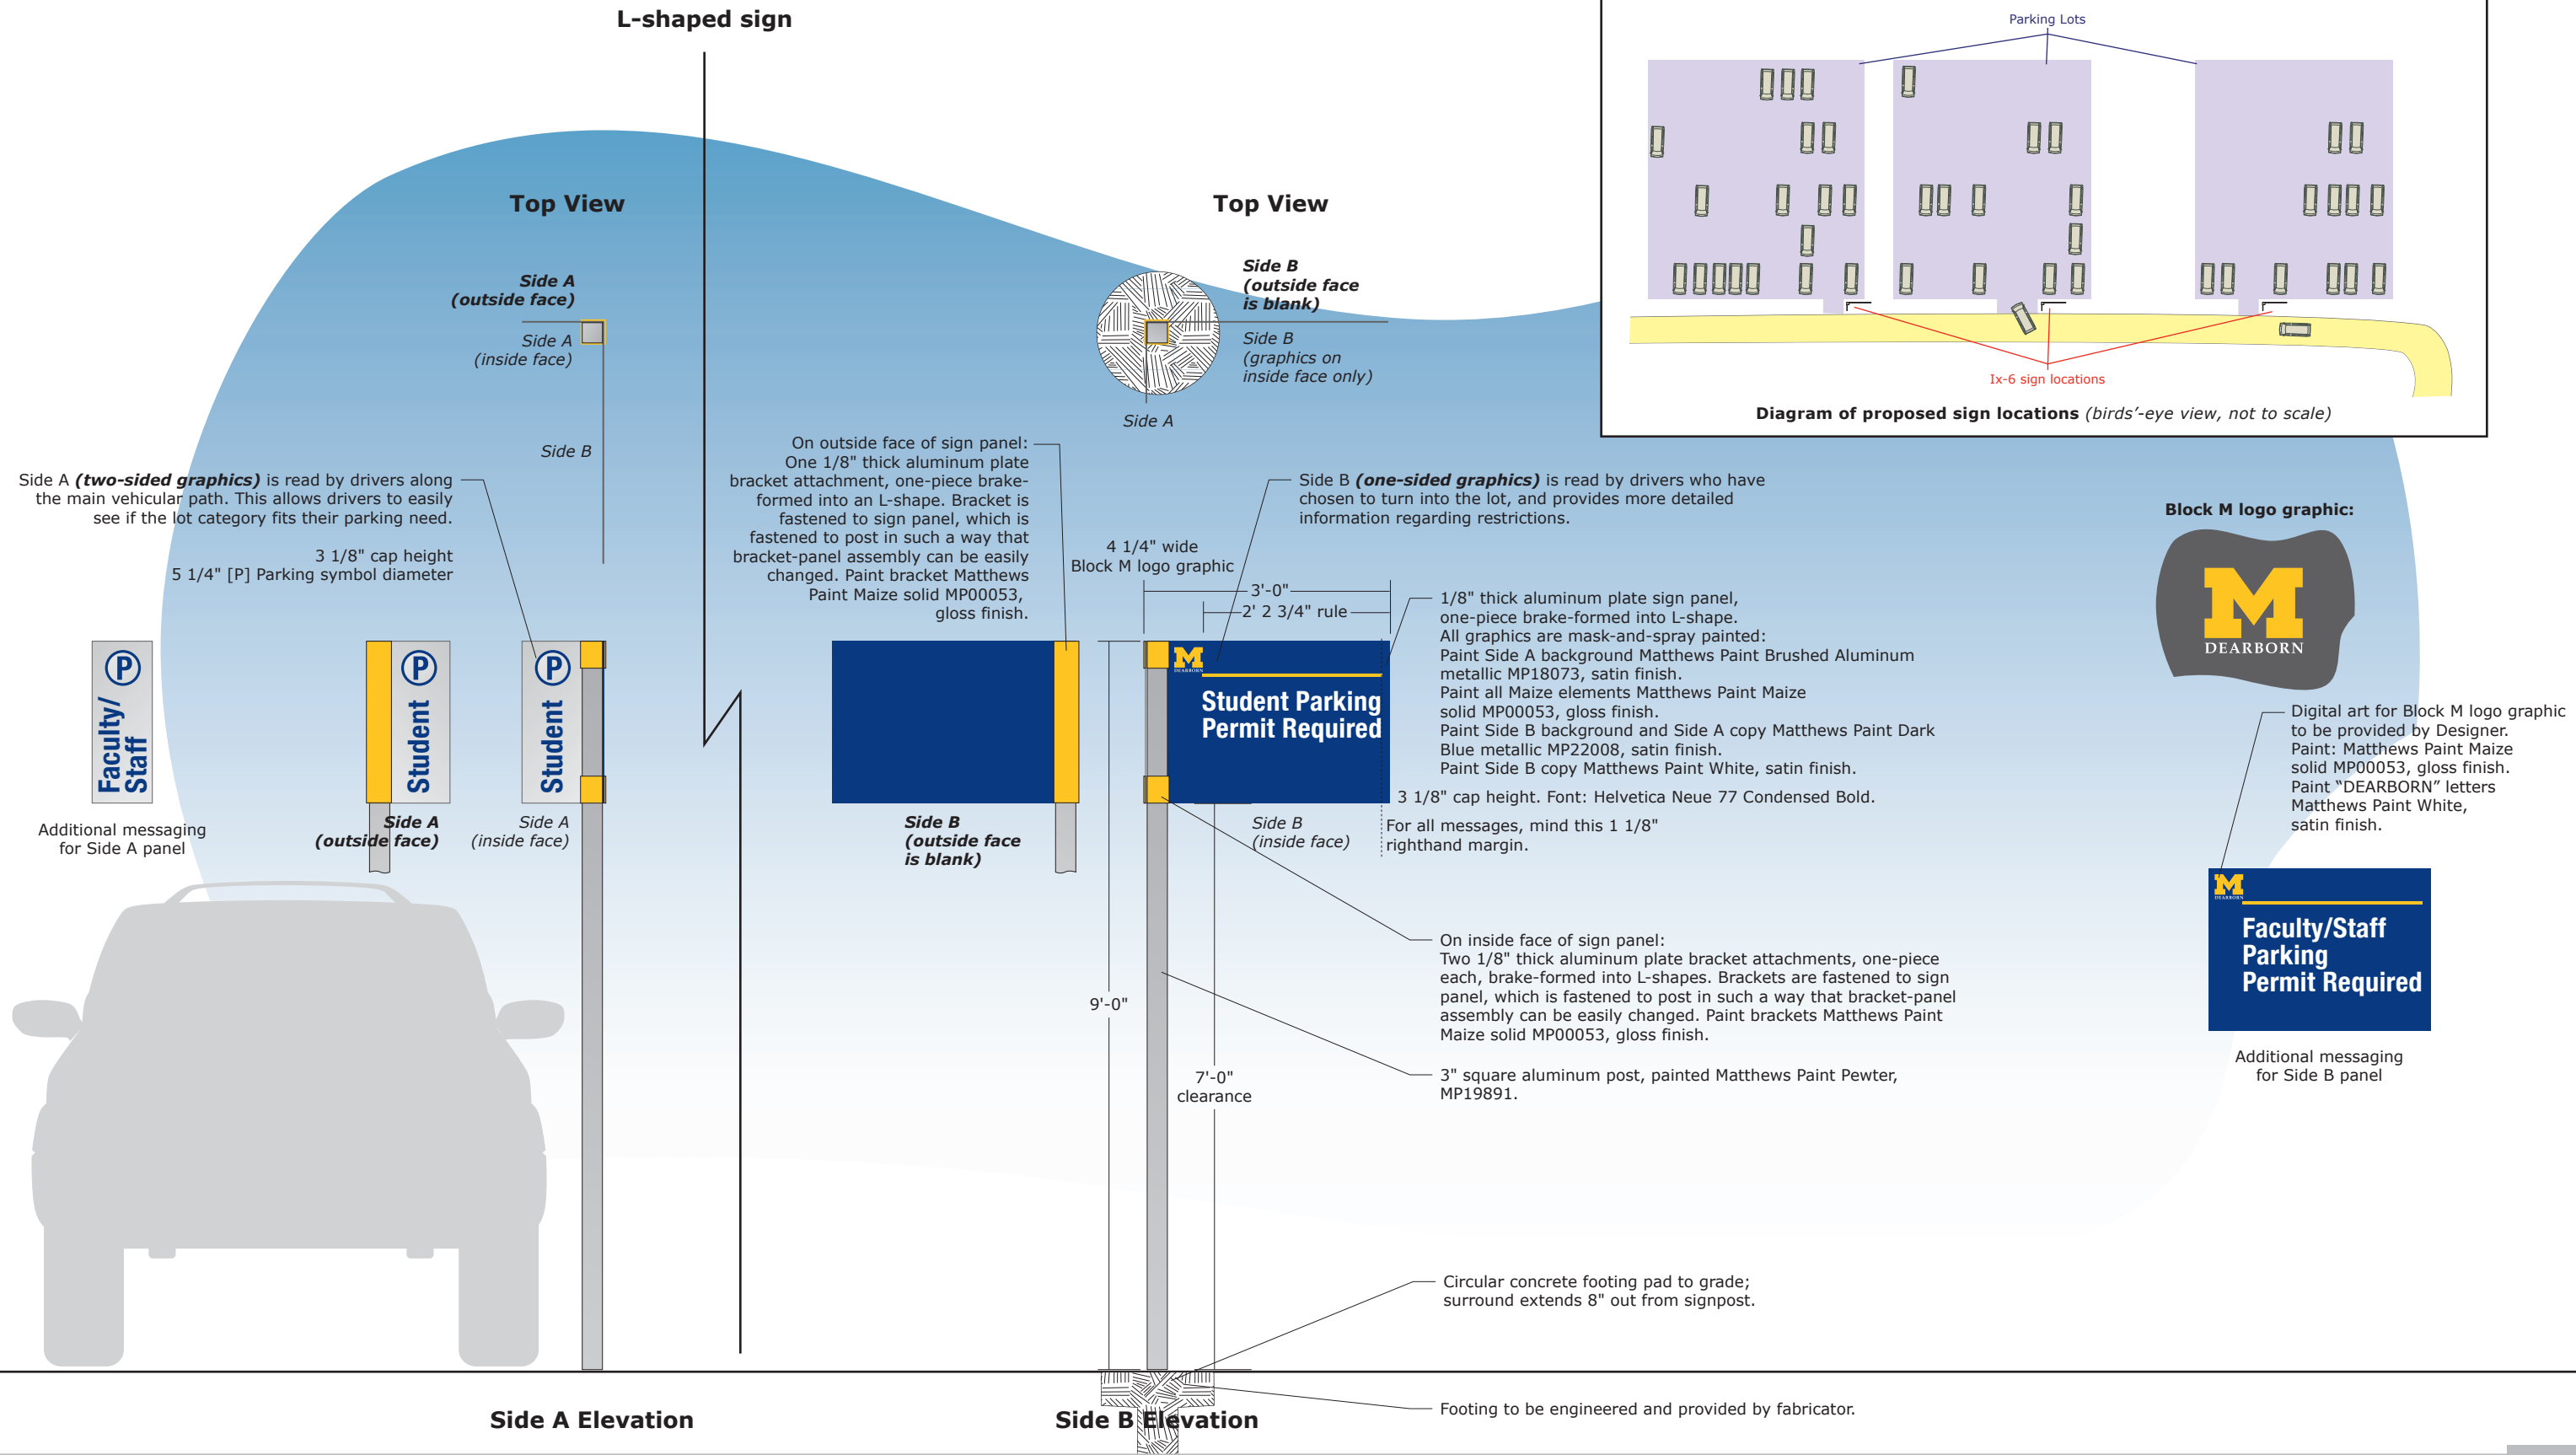 L-shaped sign
Parking Lots
Ix-6 sign locations
Diagram of proposed sign locations (birds’-eye view, not to scale)
Top View
Side A
(outside face)
Side A
(inside face)
Side B
Top View
Side B
(outside face
is blank)
Side B
(graphics on
inside face only)
Side A
Side A (two-sided graphics) is read by drivers along
the main vehicular path. This allows drivers to easily
see if the lot category fits their parking need.
3 1/8" cap height
5 1/4" [P] Parking symbol diameter
On outside face of sign panel:
One 1/8" thick aluminum plate
bracket attachment, one-piece brake-
formed into an L-shape. Bracket is
fastened to sign panel, which is
fastened to post in such a way that
bracket-panel assembly can be easily
changed. Paint bracket Matthews
Paint Maize solid MP00053,
gloss finish.
4 1/4" wide
Block M logo graphic
Side B (one-sided graphics) is read by drivers who have
chosen to turn into the lot, and provides more detailed
information regarding restrictions.
3'-0"
2' 2 3/4" rule
1/8" thick aluminum plate sign panel,
one-piece brake-formed into L-shape.
All graphics are mask-and-spray painted:
Paint Side A background Matthews Paint Brushed Aluminum
metallic MP18073, satin finish.
Paint all Maize elements Matthews Paint Maize
solid MP00053, gloss finish.
Paint Side B background and Side A copy Matthews Paint Dark
Blue metallic MP22008, satin finish.
Paint Side B copy Matthews Paint White, satin finish.
3 1/8" cap height. Font: Helvetica Neue 77 Condensed Bold.
For all messages, mind this 1 1/8"
righthand margin.
Block M logo graphic:
M
DEARBORN
Digital art for Block M logo graphic
to be provided by Designer.
Paint: Matthews Paint Maize
solid MP00053, gloss finish.
Paint “DEARBORN” letters
Matthews Paint White,
satin finish.
P
Faculty/
Staff
Additional messaging
for Side A panel
P
Student
Side A
(outside face)
P
Student
Side A
(inside face)
Side B
(outside face
is blank)
M
DEARBORN
Student Parking
Permit Required
Side B
(inside face)
On inside face of sign panel:
Two 1/8" thick aluminum plate bracket attachments, one-piece
each, brake-formed into L-shapes. Brackets are fastened to sign
panel, which is fastened to post in such a way that bracket-panel
assembly can be easily changed. Paint brackets Matthews Paint
Maize solid MP00053, gloss finish.
9'-0"
7'-0"
clearance
3" square aluminum post, painted Matthews Paint Pewter,
MP19891.
M
DEARBORN
Faculty/Staff
Parking
Permit Required
Additional messaging
for Side B panel
Circular concrete footing pad to grade;
surround extends 8" out from signpost.
Footing to be engineered and provided by fabricator.
Side A Elevation
Side B Elevation